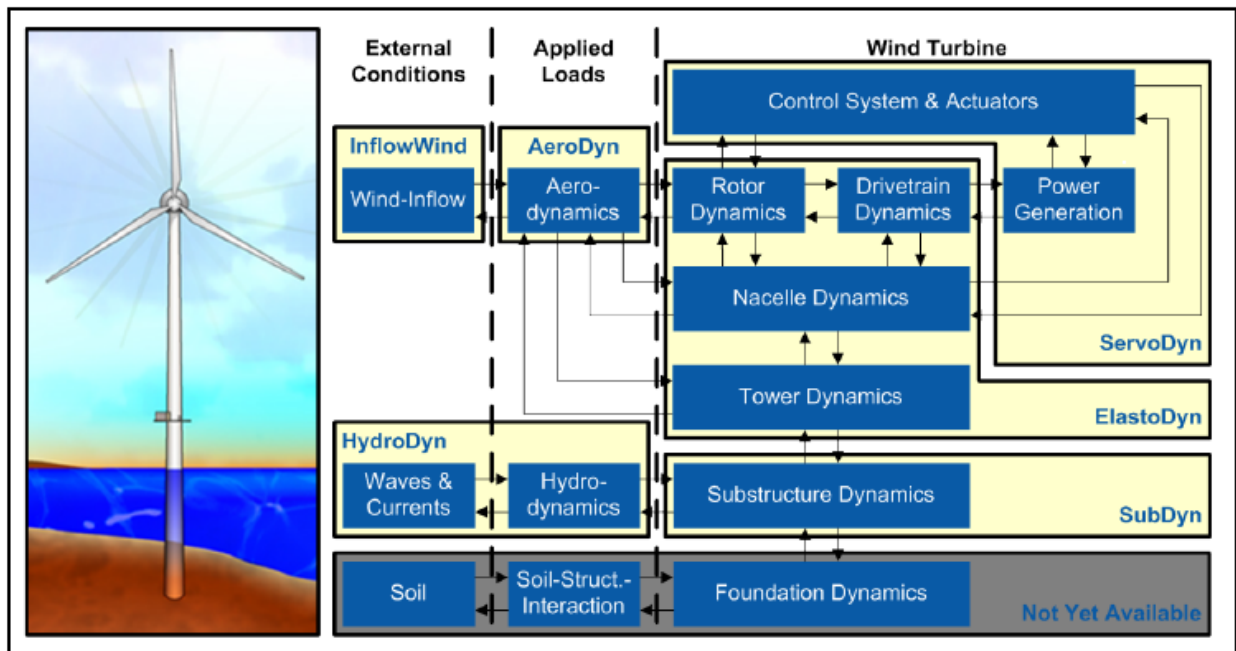 External
Conditions
Applied
Loads
Wind Turbine
Control System & Actuators
InflowWind
AeroDyn
Wind-Inflow
Aero-
dynamics
Rotor
Dynamics
Drivetrain
Dynamics
Power
Generation
Nacelle Dynamics
ServoDyn
Tower Dynamics
ElastoDyn
HydroDyn
Waves &
Currents
Hydro-
dynamics
Substructure Dynamics
SubDyn
Soil
Soil-Struct.-
Interaction
Foundation Dynamics
Not Yet Available